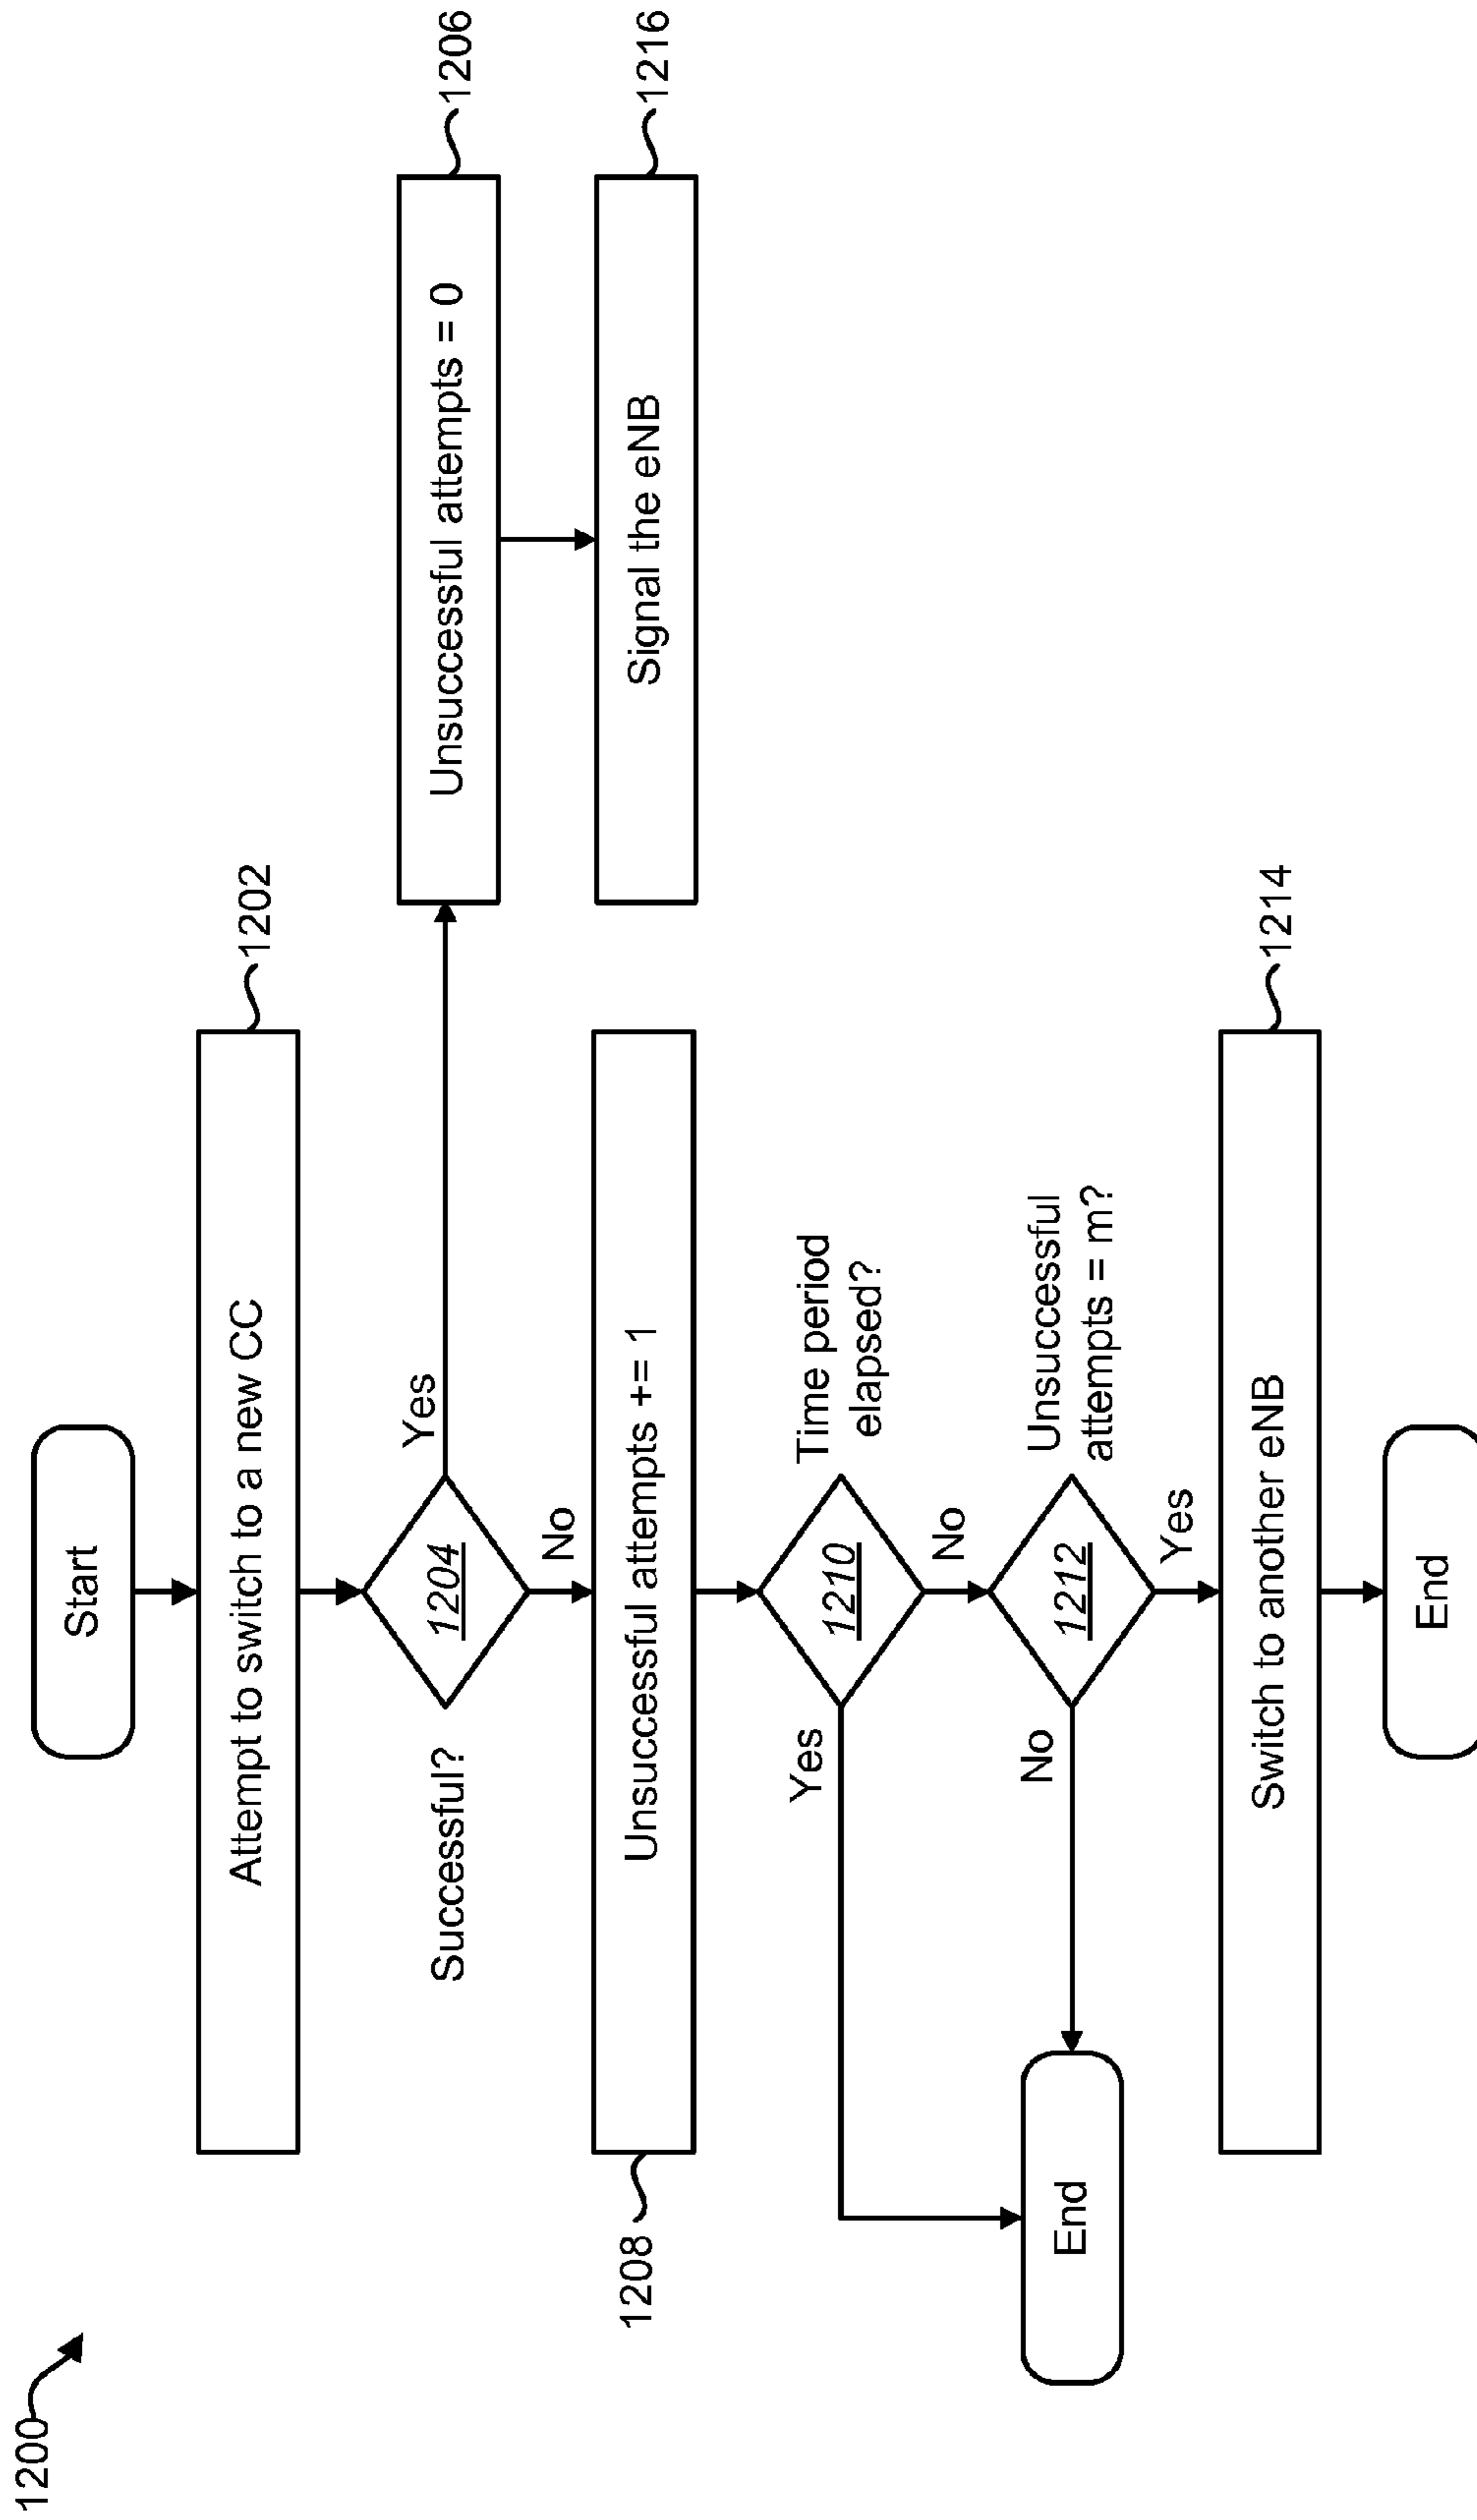 1200
Start
Attempt to switch to a new CC
1202
Successful?
1204
Yes
No
Unsuccessful attempts = 0
1206
1208
Unsuccessful attempts += 1
Signal the eNB
1216
Yes
1210
Time period
elapsed?
No
End
No
1212
Unsuccessful
attempts = m?
Yes
Switch to another eNB
1214
End